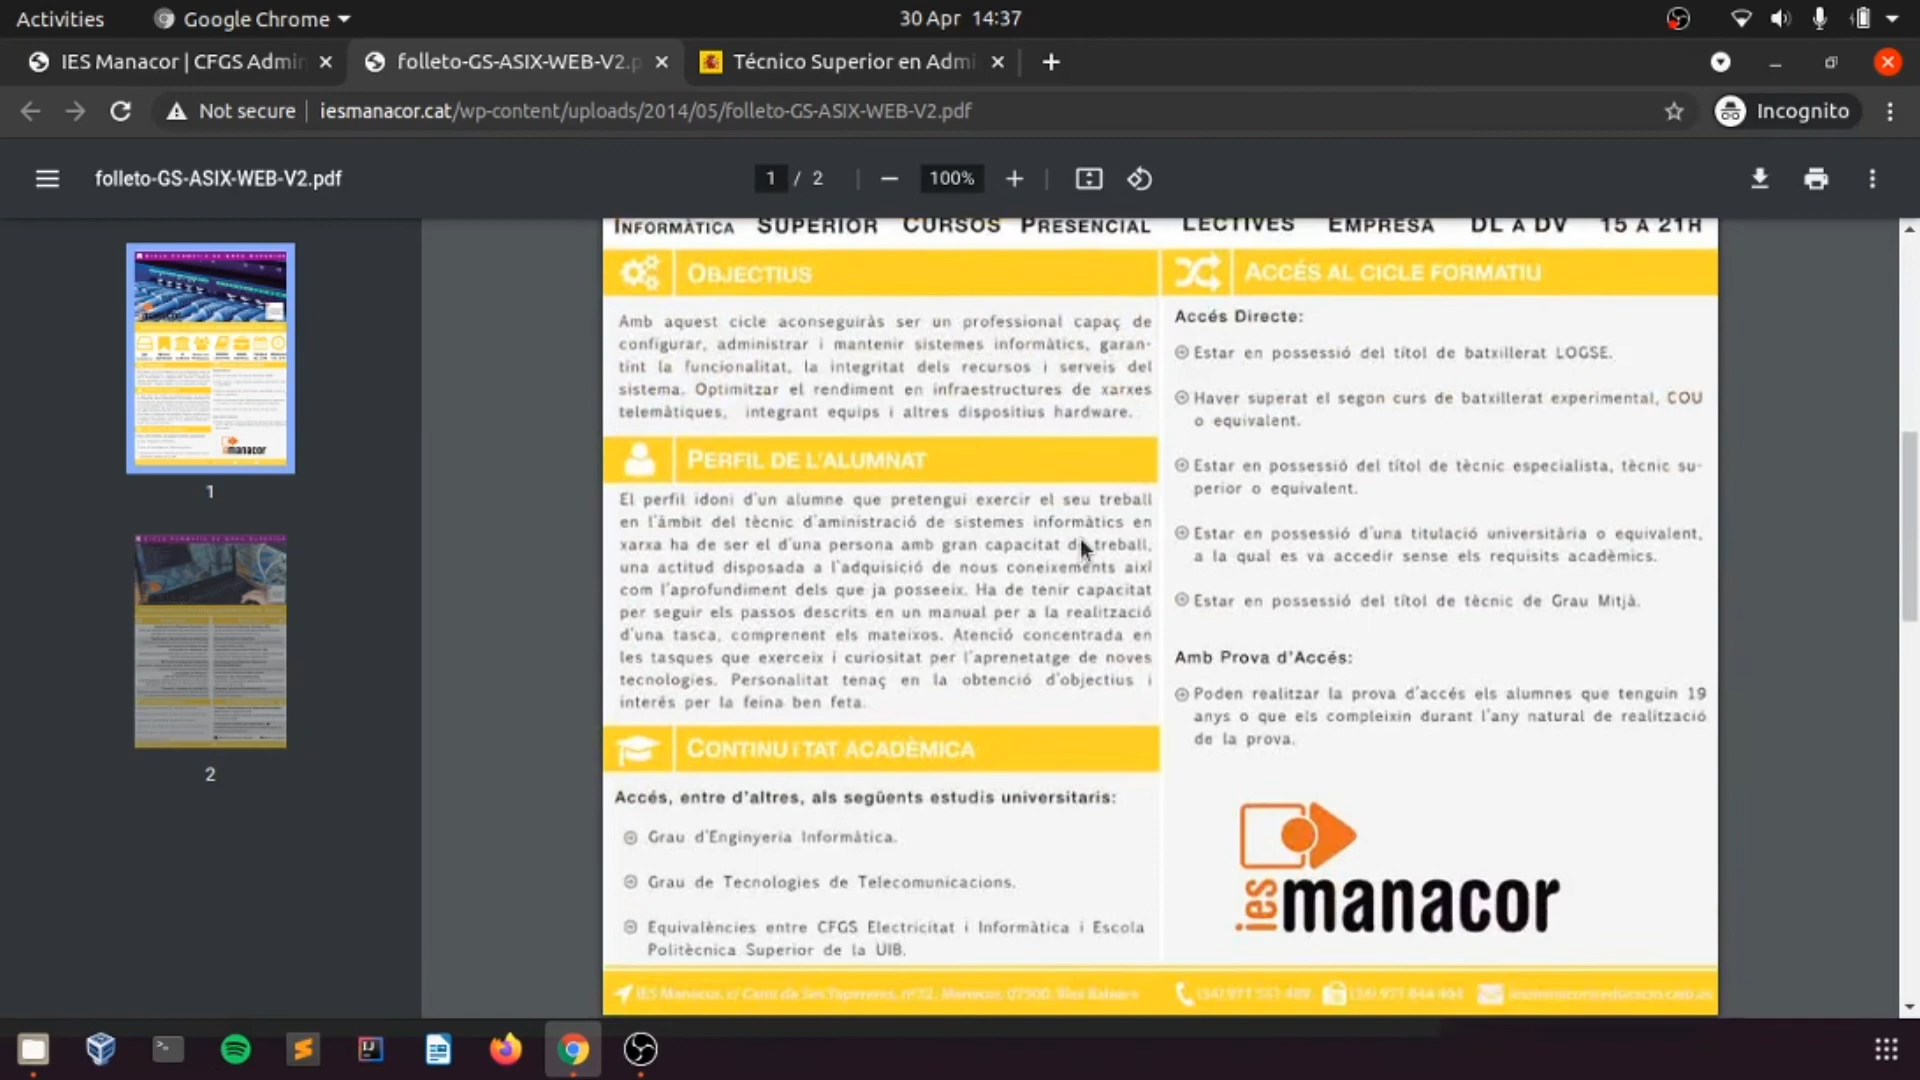 Activities
Google Chrome
30 Apr 14:37
IES Manacor | CFGS Admin
folleto-GS-ASIX-WEB-V2.p
Técnico Superior en Admi
Not secure
iesmanacor.cat/wp-content/uploads/2014/05/folleto-GS-ASIX-WEB-V2.pdf
Incognito
folleto-GS-ASIX-WEB-V2.pdf
1 / 2
100%
INFORMÀTICA SUPERIOR CURSOS PRESENCIAL LECTIVES EMPRESA DL A DV 15 A 21H
OBJECTIUS
Amb aquest cicle aconseguiràs ser un professional capaç de
configurar, administrar i mantenir sistemes informàtics, garan-
tint la funcionalitat, la integritat dels recursos i serveis del
sistema. Optimitzar el rendiment en infraestructures de xarxes
telemàtiques, integrant equips i altres dispositius hardware.
PERFIL DE L'ALUMNAT
El perfil idoni d'un alumne que pretengui exercir el seu treball
en l'àmbit del tècnic d'aministració de sistemes informàtics en
xarxa ha de ser el d'una persona amb gran capacitat de treball,
una actitud disposada a l'adquisició de nous coneixements així
com l'aprofundiment dels que ja posseeix. Ha de tenir capacitat
per seguir els passos descrits en un manual per a la realització
d'una tasca, comprenent els mateixos. Atenció concentrada en
les tasques que exerceix i curiositat per l'aprenetatge de noves
tecnologies. Personalitat tenaç en la obtenció d'objectius i
interés per la feina ben feta.
CONTINUïTAT ACADÈMICA
Accés, entre d'altres, als següents estudis universitaris:
Grau d'Enginyeria Informàtica.
Grau de Tecnologies de Telecomunicacions.
Equivalències entre CFGS Electricitat i Informàtica i Escola
Politècnica Superior de la UIB.
ACCÉS AL CICLE FORMATIU
Accés Directe:
Estar en possessió del títol de batxillerat LOGSE.
Haver superat el segon curs de batxillerat experimental, COU
o equivalent.
Estar en possessió del títol de tècnic especialista, tècnic su-
perior o equivalent.
Estar en possessió d'una titulació universitària o equivalent,
a la qual es va accedir sense els requisits acadèmics.
Estar en possessió del títol de tècnic de Grau Mitjà.
Amb Prova d'Accés:
Poden realitzar la prova d'accés els alumnes que tenguin 19
anys o que els compleixin durant l'any natural de realització
de la prova.
ies manacor
1
2